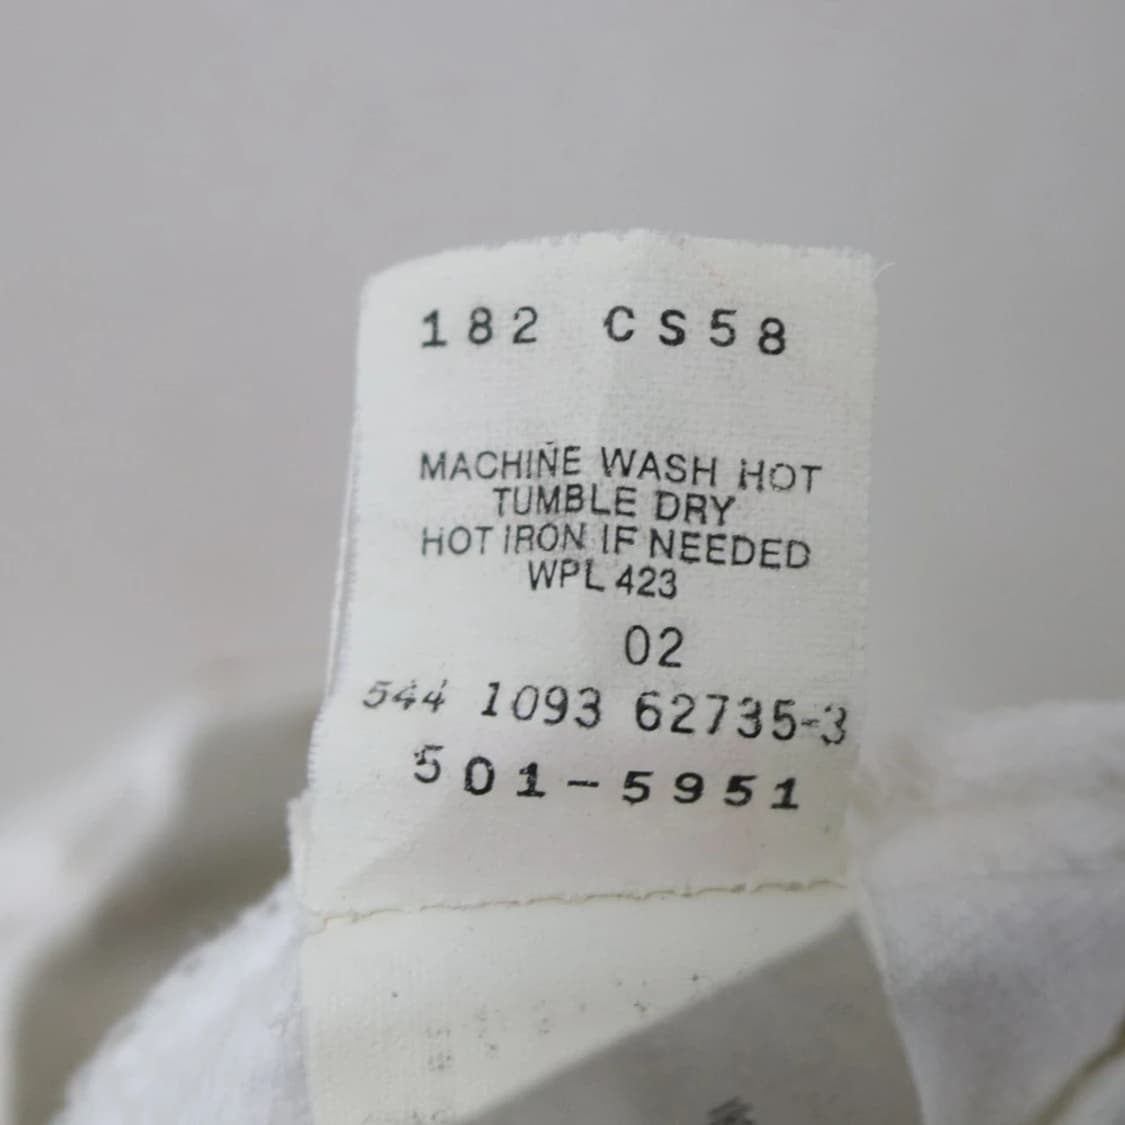 182 CS58
MACHINE WASH HOT
TUMBLE DRY
HOT IRON IF NEEDED
WPL 423
02
544 1093 62735-3
501-5951